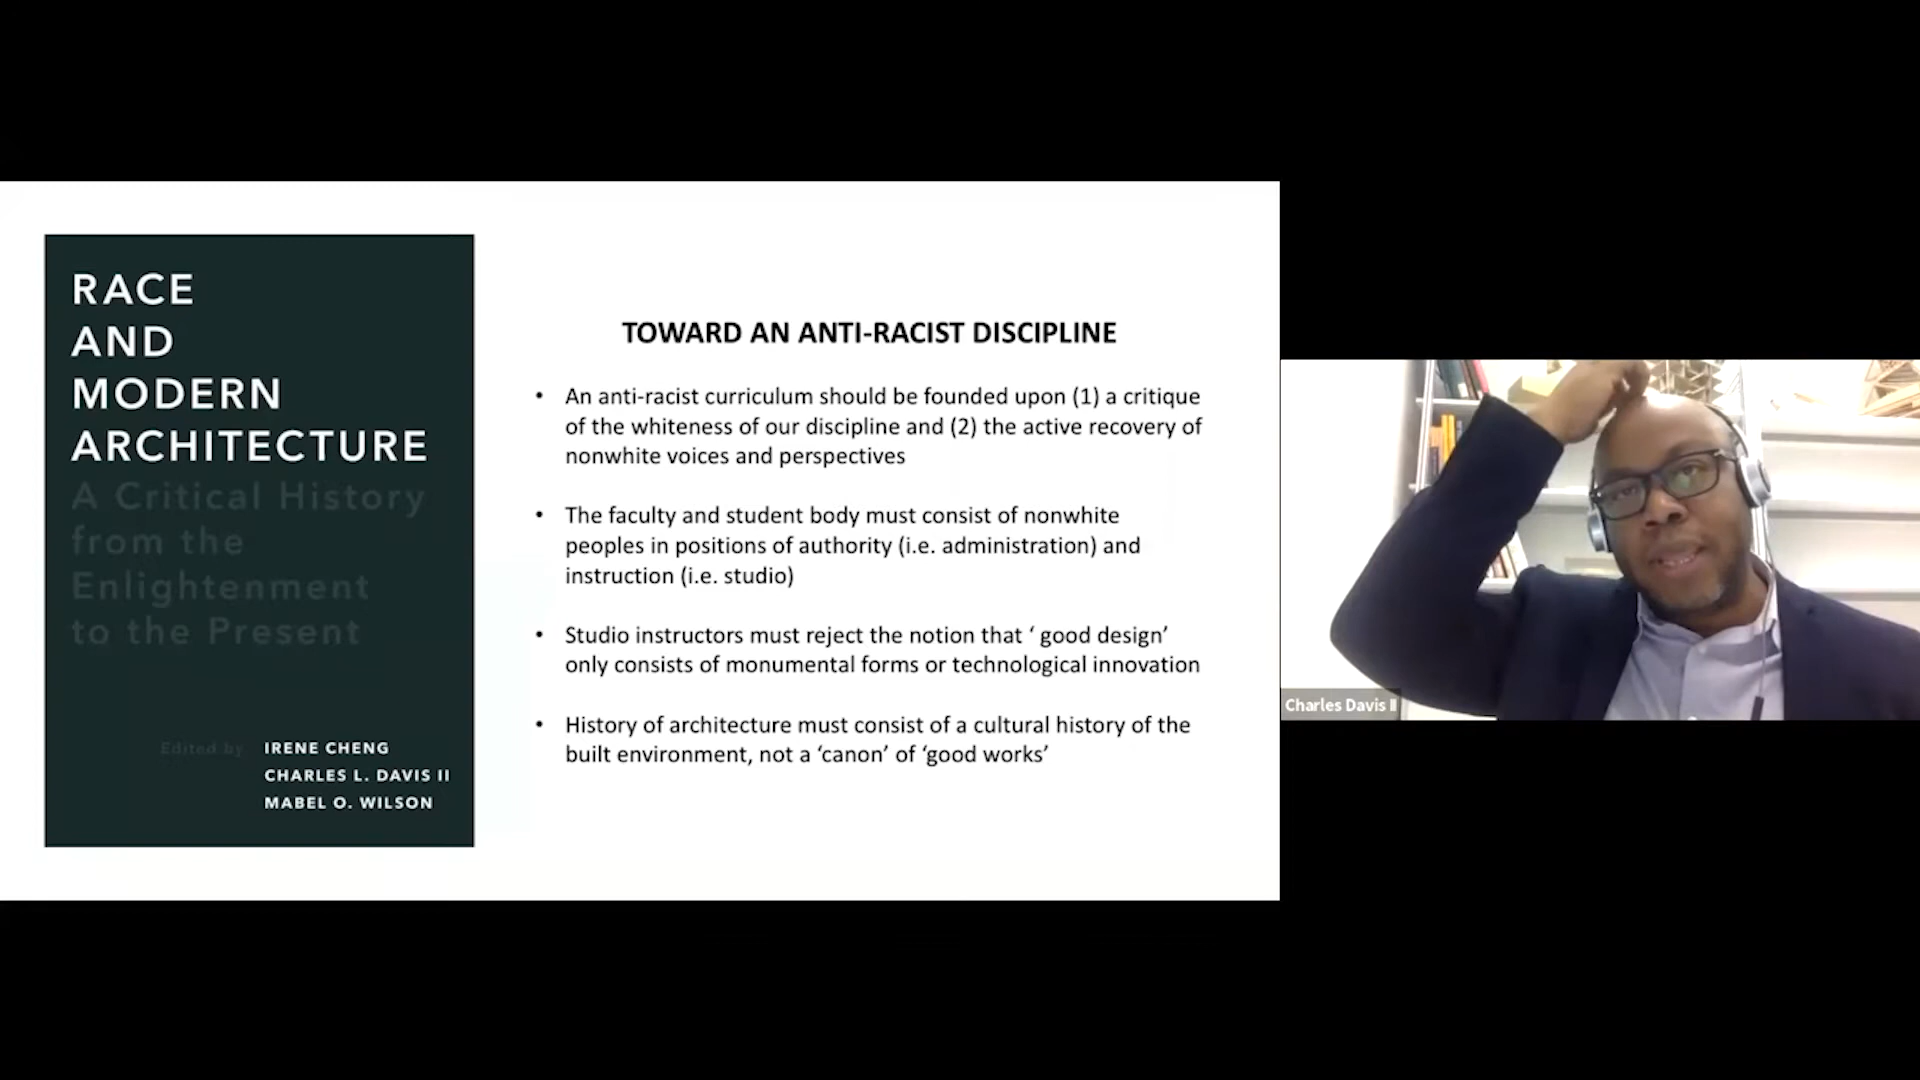 RACE
AND
MODERN
ARCHITECTURE
A Critical History
from the
Enlightenment
to the Present
Edited by IRENE CHENG
CHARLES L. DAVIS II
MABEL O. WILSON
TOWARD AN ANTI-RACIST DISCIPLINE
• An anti-racist curriculum should be founded upon (1) a critique
of the whiteness of our discipline and (2) the active recovery of
nonwhite voices and perspectives
• The faculty and student body must consist of nonwhite
peoples in positions of authority (i.e. administration) and
instruction (i.e. studio)
• Studio instructors must reject the notion that ‘ good design’
only consists of monumental forms or technological innovation
• History of architecture must consist of a cultural history of the
built environment, not a ‘canon’ of ‘good works’
Charles Davis II